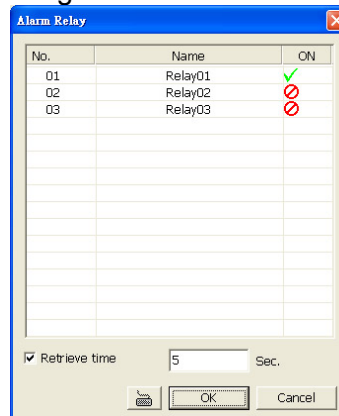 Alarm Relay
No. Name ON
01 Relay01
02 Relay02
03 Relay03
Retrieve time 5 Sec.
OK Cancel